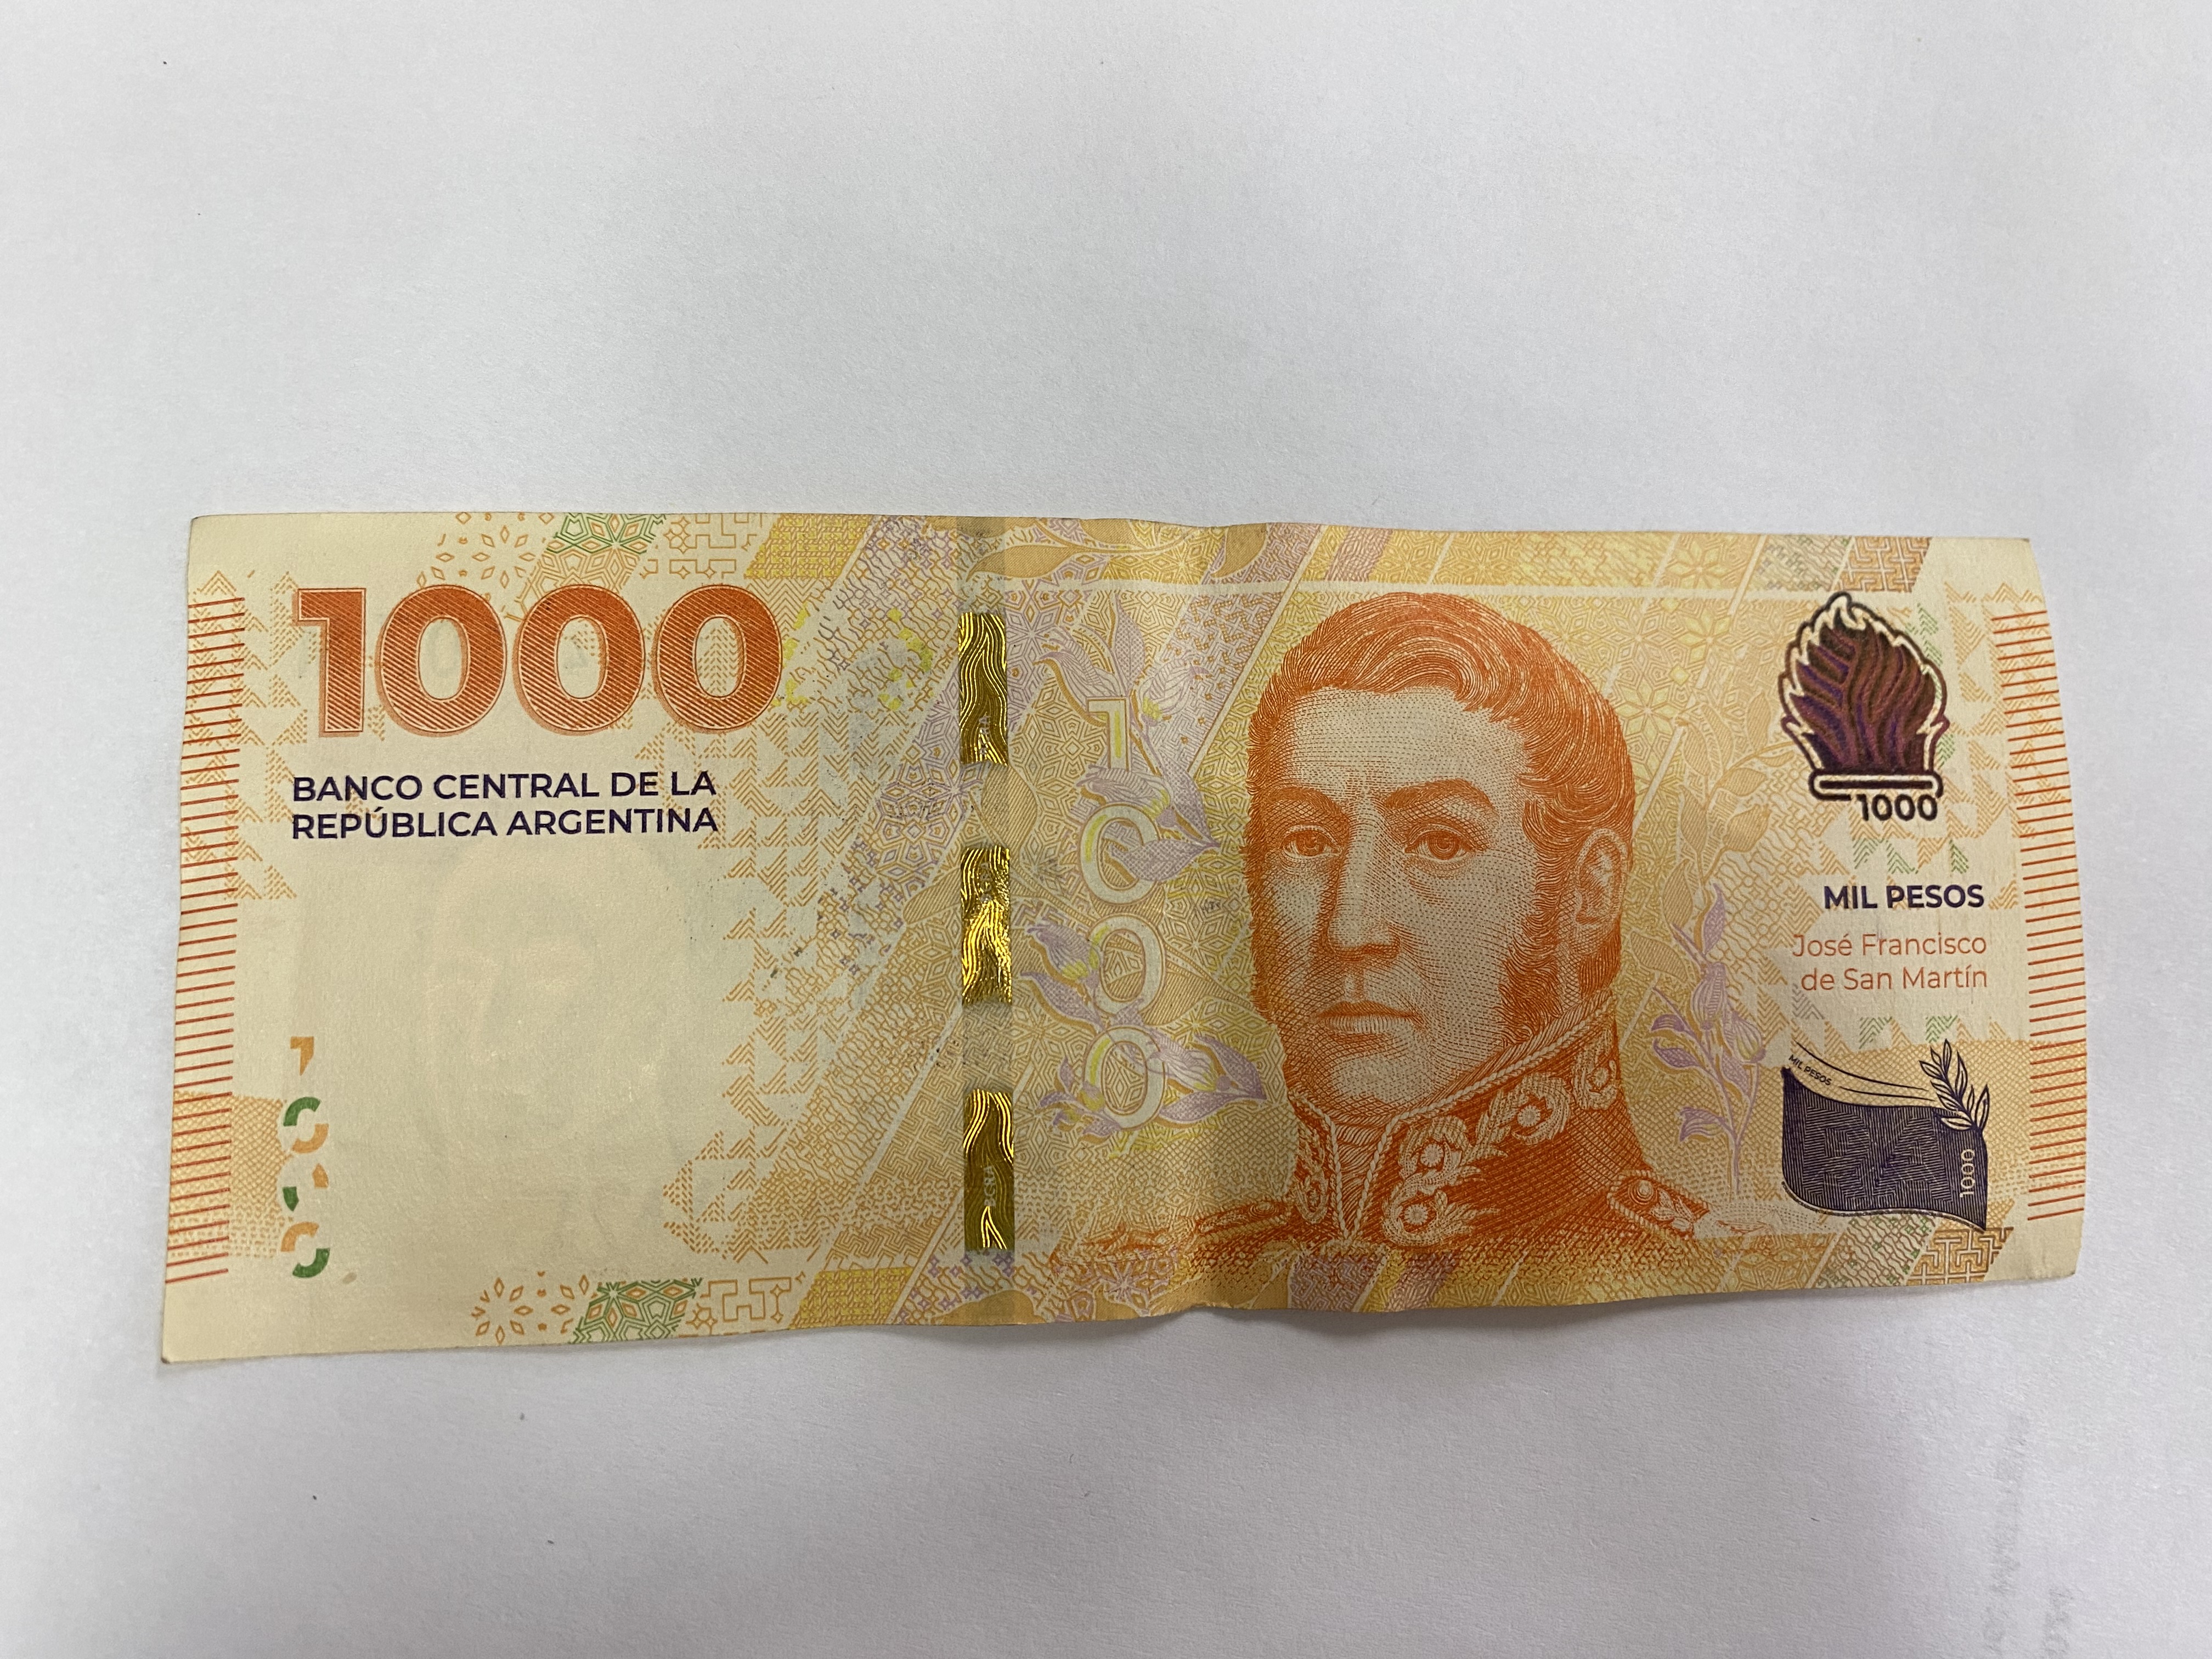 1000
BANCO CENTRAL DE LA
REPÚBLICA ARGENTINA
1
BCRA
BCRA
BCRA
1000
1000
MIL PESOS
José Francisco
de San Martín
MIL PESOS
1000